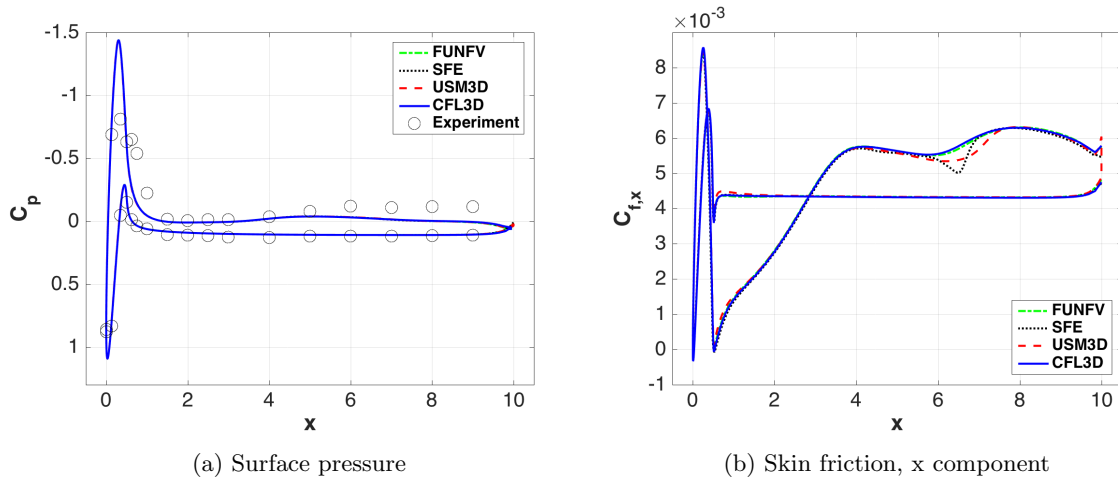 -1.5
-1
-0.5
0
0.5
1
C_p
0
2
4
6
8
10
x
FUNFV
SFE
USM3D
CFL3D
Experiment
(a) Surface pressure
×10^-3
8
7
6
5
4
3
2
1
0
-1
C_f,x
0
2
4
6
8
10
x
FUNFV
SFE
USM3D
CFL3D
(b) Skin friction, x component